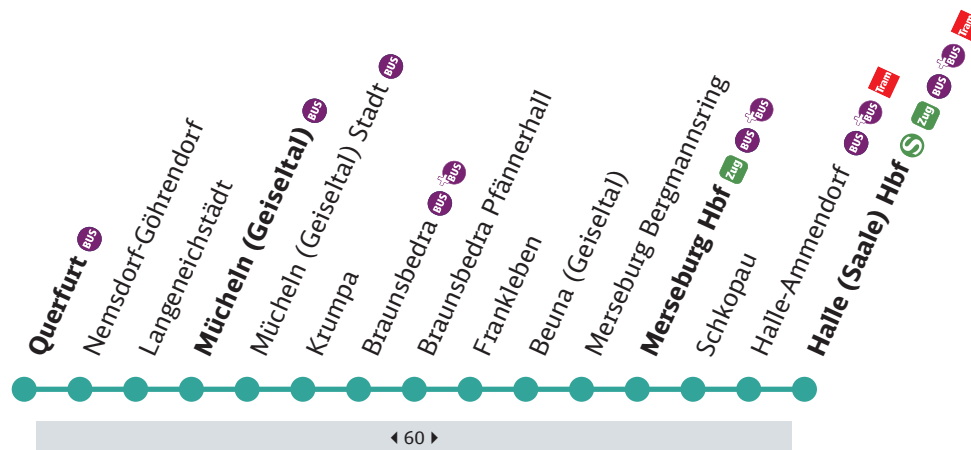 Querfurt BUS
Nemsdorf-Göhrendorf
Langeneichstädt
Mücheln (Geiseltal) BUS
Mücheln (Geiseltal) Stadt BUS
Krumpa
Braunsbedra BUS +BUS
Braunsbedra Pfännerhall
Frankleben
Beuna (Geiseltal)
Merseburg Bergmannsring
Merseburg Hbf Zug BUS +BUS
Schkopau
Halle-Ammendorf BUS +BUS Tram
Halle (Saale) Hbf S Zug BUS +BUS Tram
60